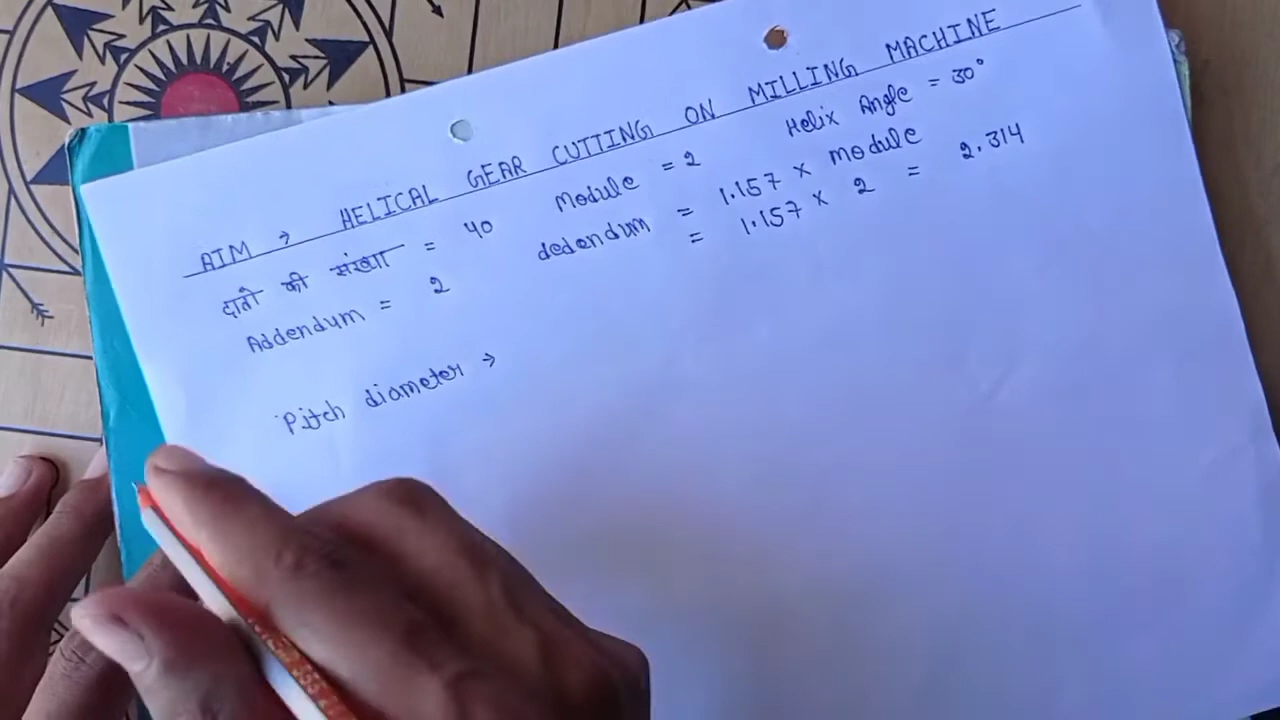 AIM → HELICAL GEAR CUTTING ON MILLING MACHINE
दातो की संख्या = 40 Module = 2 Helix Angle = 30°
Addendum = 2 dedendum = 1.157 × module
= 1.157 × 2 = 2.314
Pitch diameter →